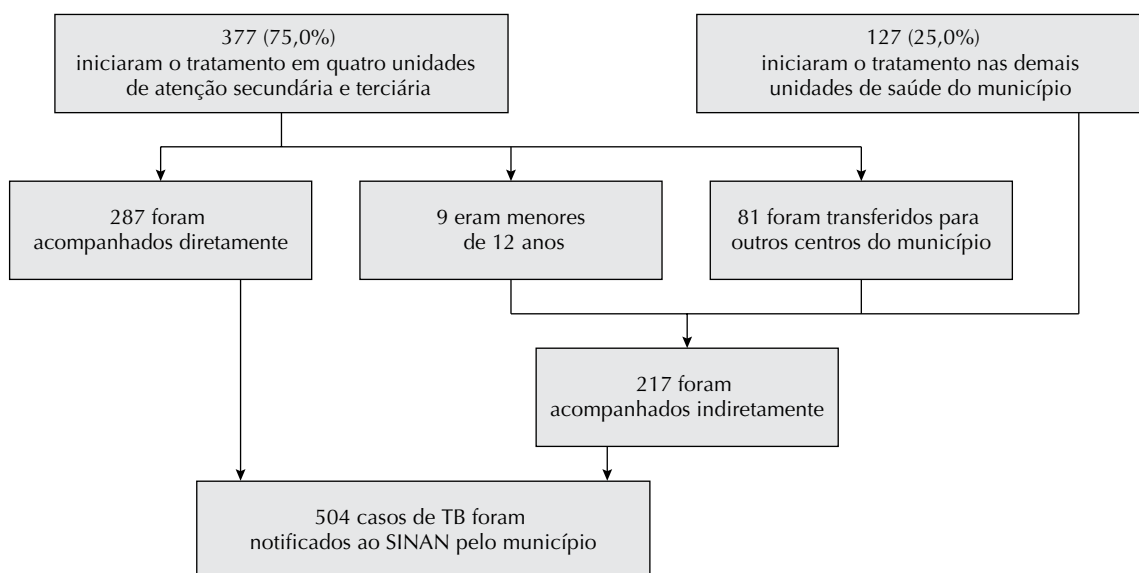 377 (75,0%)
iniciaram o tratamento em quatro unidades
de atenção secundária e terciária
127 (25,0%)
iniciaram o tratamento nas demais
unidades de saúde do município
287 foram
acompanhados diretamente
9 eram menores
de 12 anos
81 foram transferidos para
outros centros do município
217 foram
acompanhados indiretamente
504 casos de TB foram
notificados ao SINAN pelo município